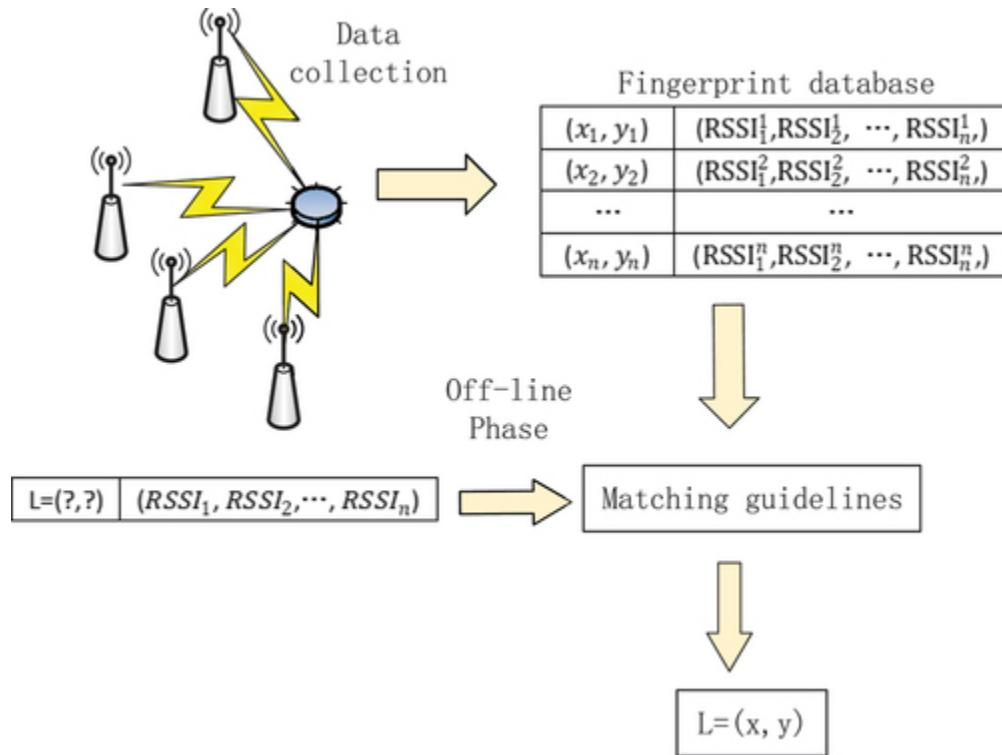 Data
collection
Fingerprint database
(x₁, y₁) (RSSI₁¹,RSSI₂¹, ⋯, RSSIₙ¹,)
(x₂, y₂) (RSSI₁²,RSSI₂², ⋯, RSSIₙ²,)
⋯ ⋯
(xₙ, yₙ) (RSSI₁ⁿ,RSSI₂ⁿ, ⋯, RSSIₙⁿ,)
Off-line
Phase
L=(?,?) (RSSI₁, RSSI₂,⋯, RSSIₙ)
Matching guidelines
L=(x, y)